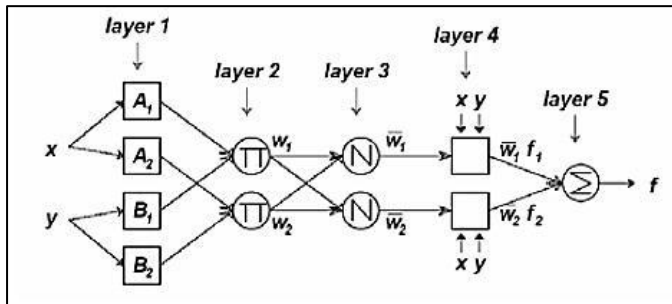 layer 1
layer 2
layer 3
layer 4
layer 5
x y
A₁
A₂
B₁
B₂
x
y
Π
Π
w₁
w₂
N
N
w̅₁
w̅₂
w̅₁ f₁
w̅₂ f₂
x y
Σ
f